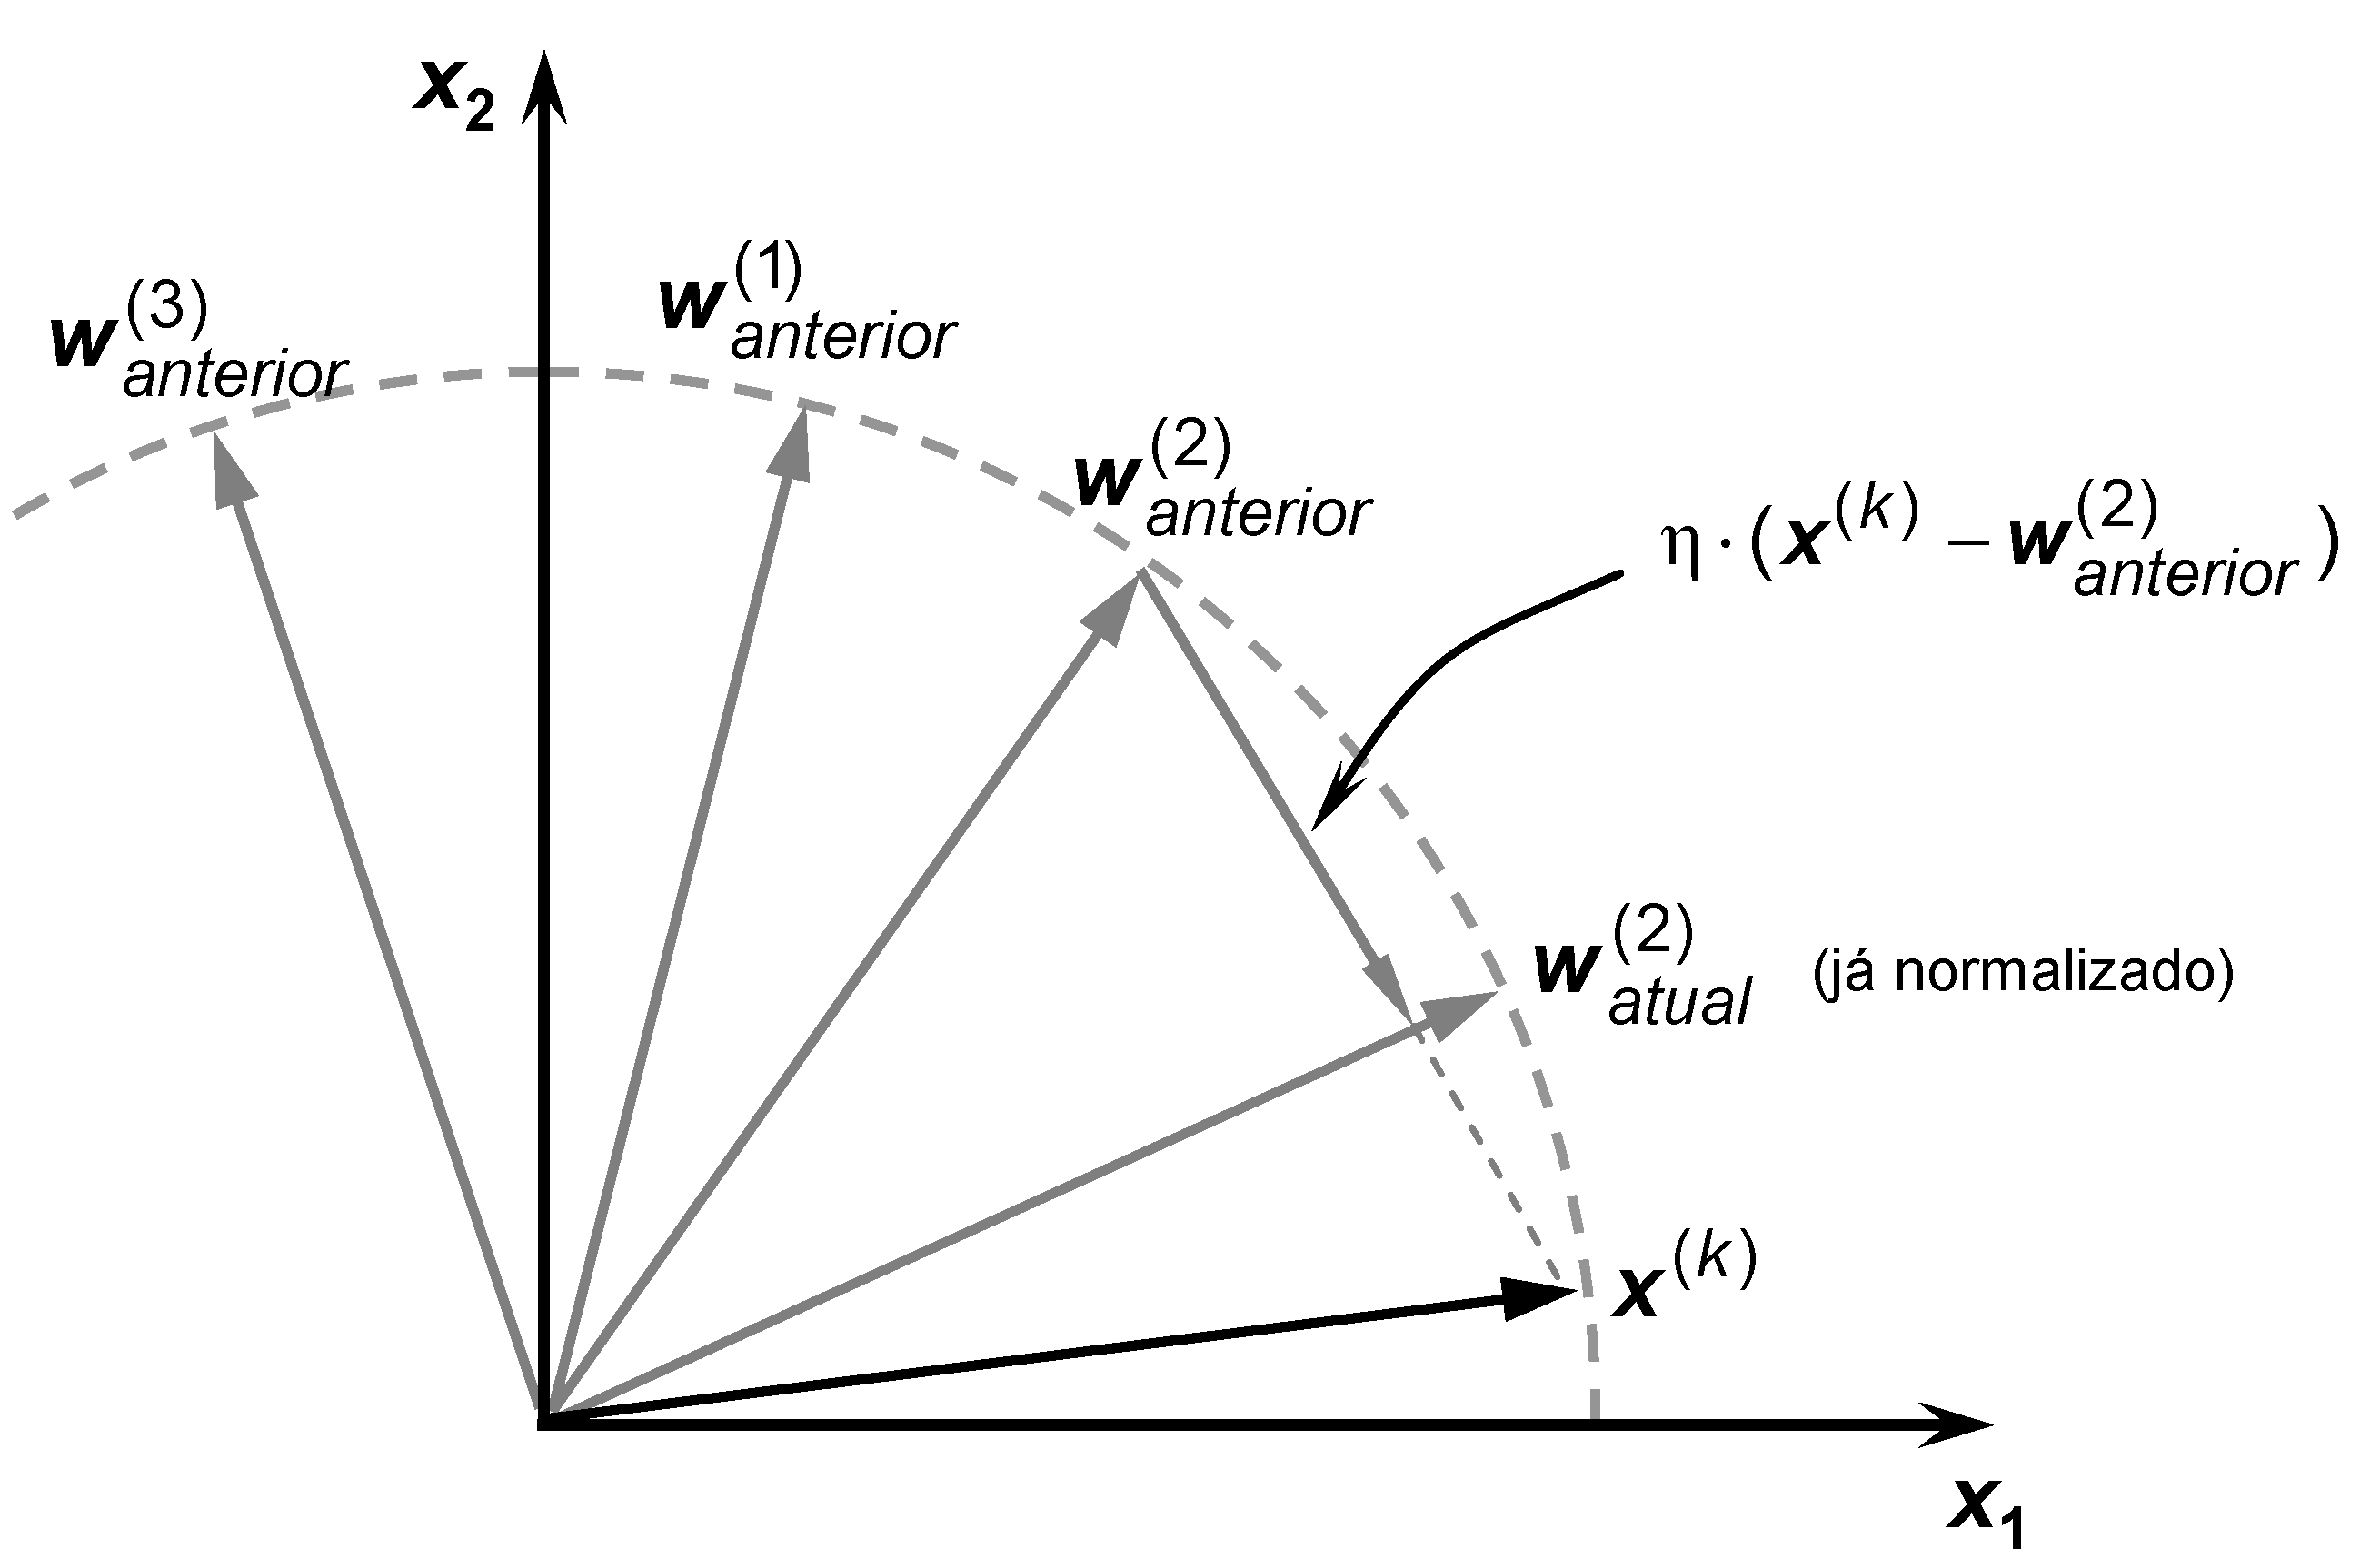 x₂
w⁽¹⁾anterior
w⁽³⁾anterior
w⁽²⁾anterior
η · (x⁽ᵏ⁾ − w⁽²⁾anterior)
w⁽²⁾atual (já normalizado)
x⁽ᵏ⁾
x₁